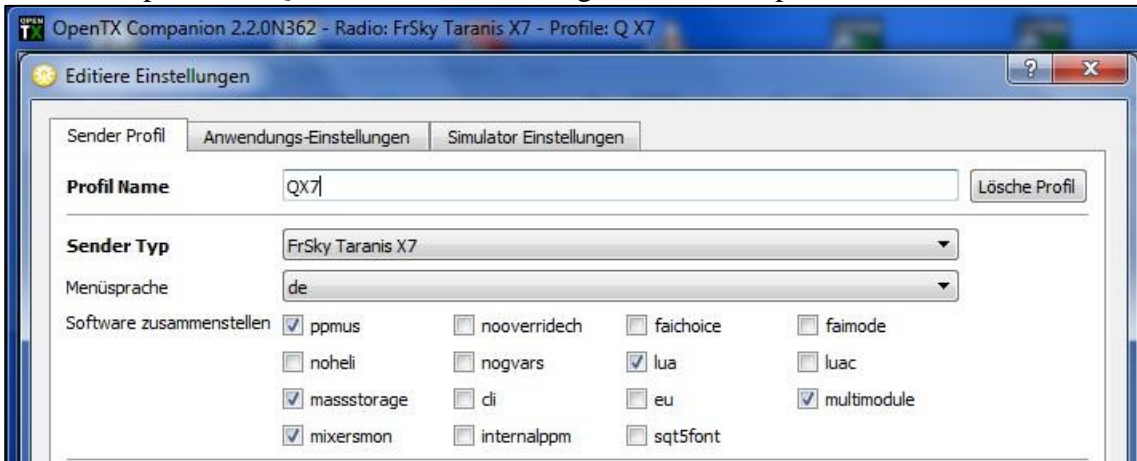 OPEN TX OpenTX Companion 2.2.0N362 - Radio: FrSky Taranis X7 - Profile: Q X7
Editiere Einstellungen ?
Sender Profil Anwendungs-Einstellungen Simulator Einstellungen
Profil Name QX7 Lösche Profil
Sender Typ FrSky Taranis X7
Menüsprache de
Software zusammenstellen ppmus nooverridech faichoice faimode
noheli nogvars lua luac
massstorage cli eu multimodule
mixersmon internalppm sqt5font